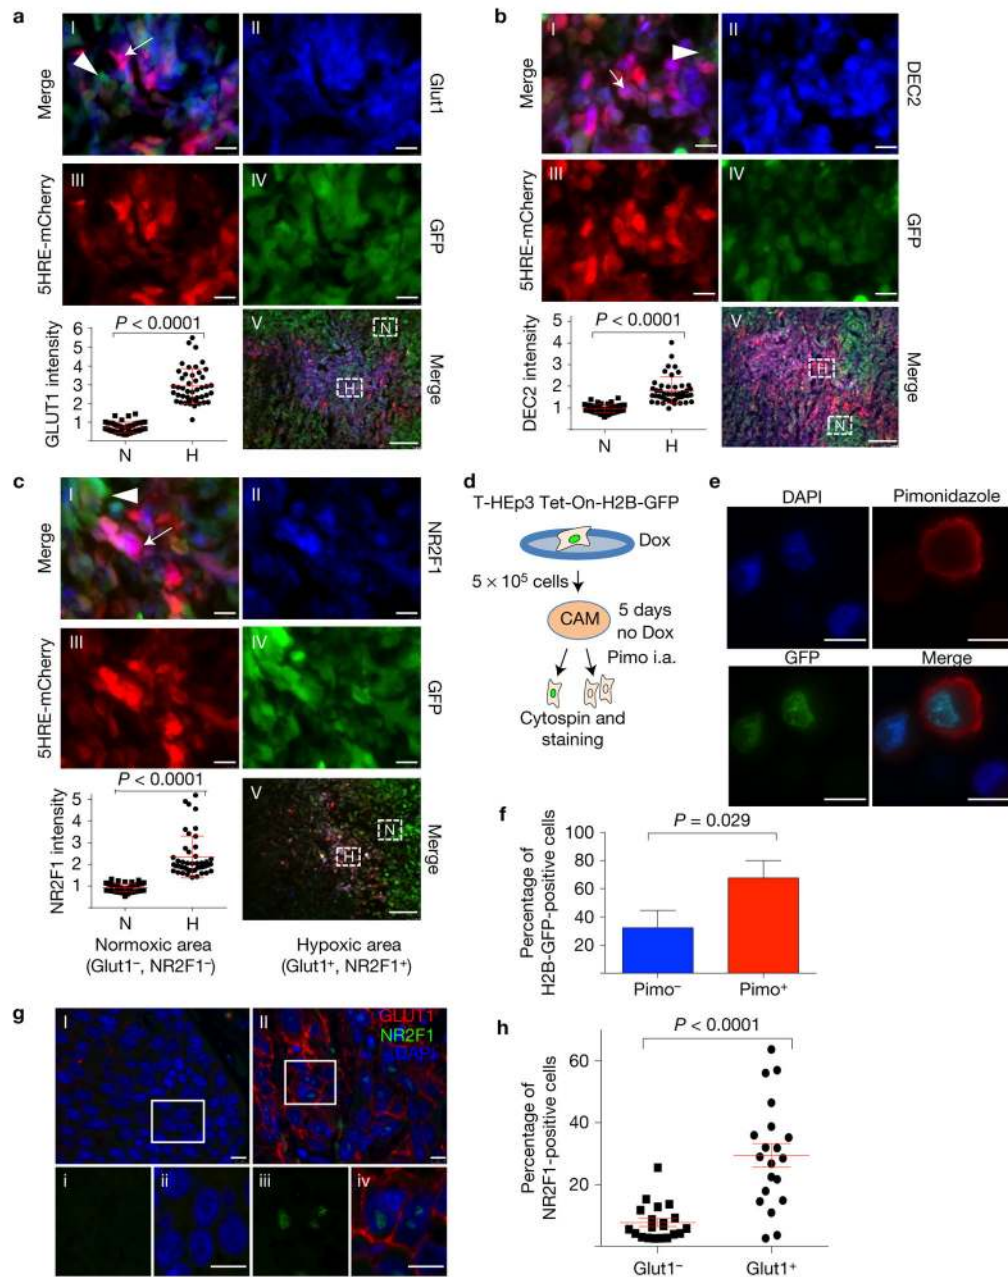 a
I
II
Merge
Glut1
III
IV
5HRE-mCherry
GFP
GLUT1 intensity
P < 0.0001
6
5
4
3
2
1
N
H
V
N
H
Merge
b
I
II
Merge
DEC2
III
IV
5HRE-mCherry
GFP
DEC2 intensity
P < 0.0001
5
4
3
2
1
N
H
V
H
N
Merge
c
I
II
Merge
NR2F1
III
IV
5HRE-mCherry
GFP
NR2F1 intensity
P < 0.0001
5
4
3
2
1
N
H
V
N
H
Merge
Normoxic area
(Glut1⁻, NR2F1⁻)
Hypoxic area
(Glut1⁺, NR2F1⁺)
d
T-HEp3 Tet-On-H2B-GFP
Dox
5 × 10⁵ cells
CAM
5 days
no Dox
Pimo i.a.
Cytospin and
staining
e
DAPI
Pimonidazole
GFP
Merge
f
P = 0.029
Percentage of
H2B-GFP-positive cells
100
80
60
40
20
Pimo⁻
Pimo⁺
g
I
II
GLUT1
NR2F1
DAPI
i
ii
iii
iv
h
P < 0.0001
Percentage of
NR2F1-positive cells
60
40
20
Glut1⁻
Glut1⁺